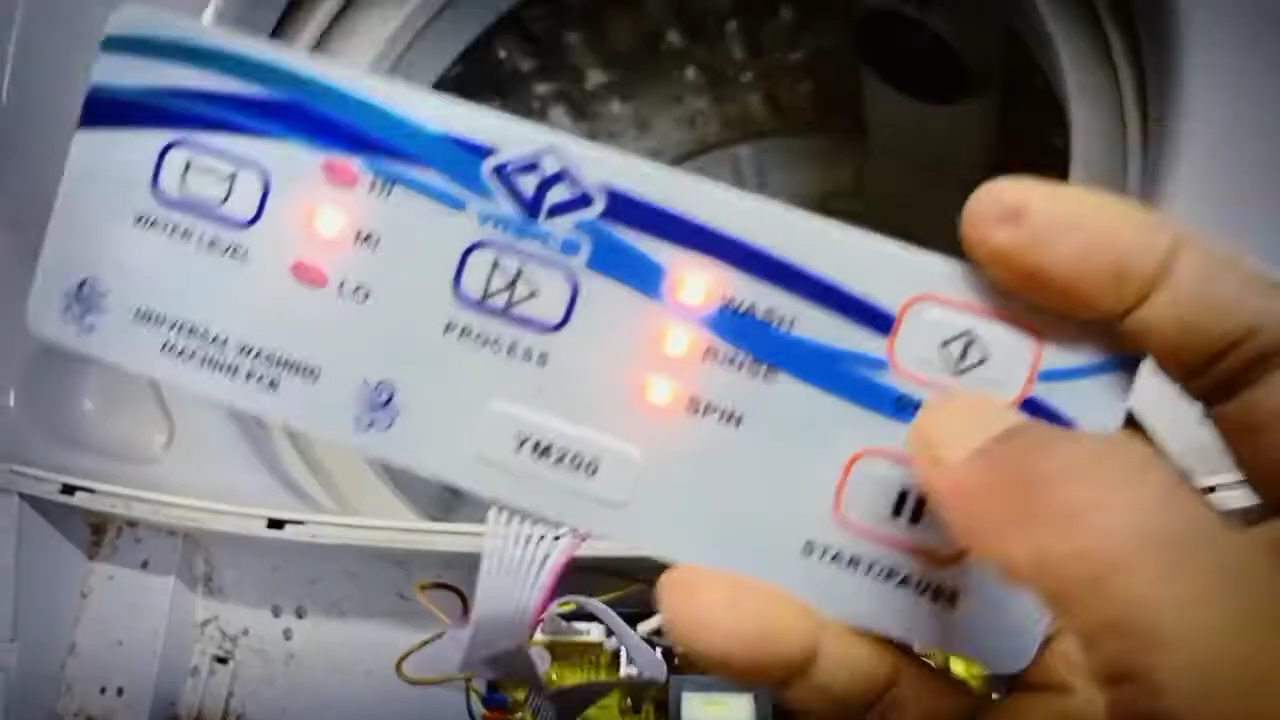 HI
MI
LO
WATER LEVEL
PROCESS
WASH
RINSE
SPIN
UNIVERSAL WASHING
MACHINE PCB
YM200
START/PAUSE